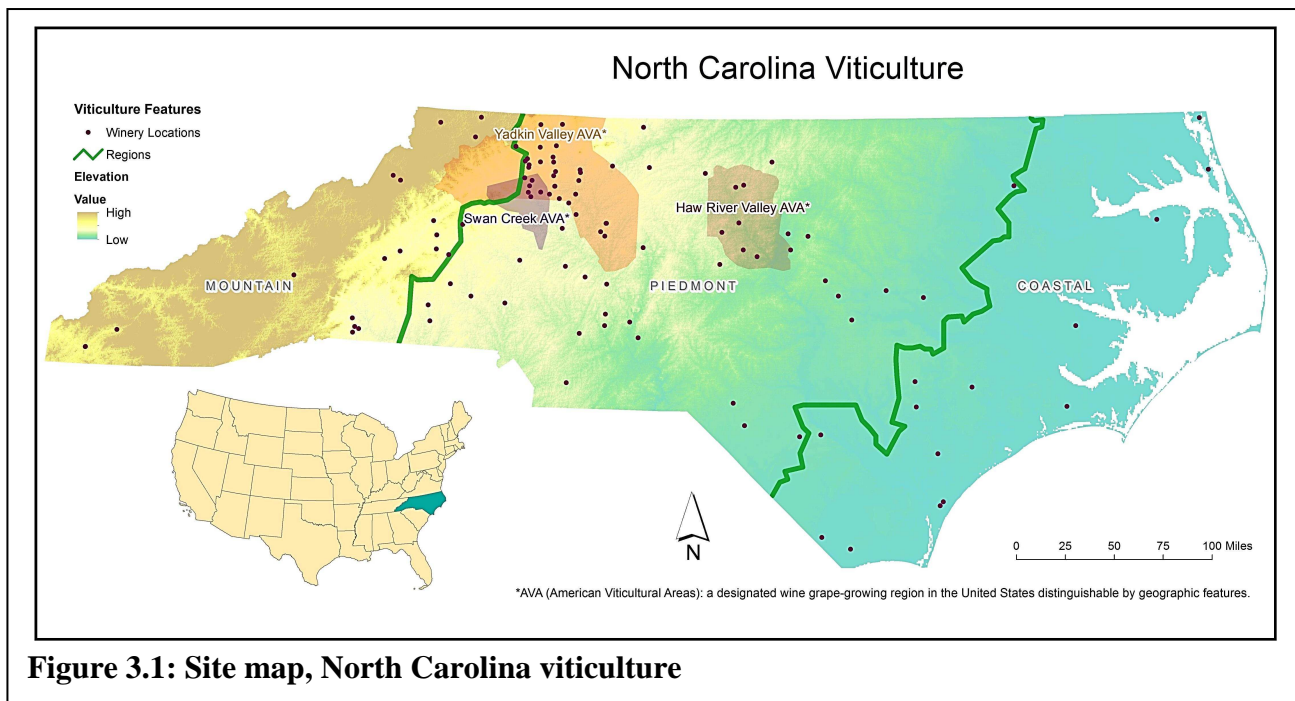 North Carolina Viticulture
Viticulture Features
Winery Locations
Regions
Elevation
Value
High
Low
Yadkin Valley AVA*
Swan Creek AVA*
Haw River Valley AVA*
MOUNTAIN
PIEDMONT
COASTAL
N
0 25 50 75 100 Miles
*AVA (American Viticultural Areas): a designated wine grape-growing region in the United States distinguishable by geographic features.
Figure 3.1: Site map, North Carolina viticulture